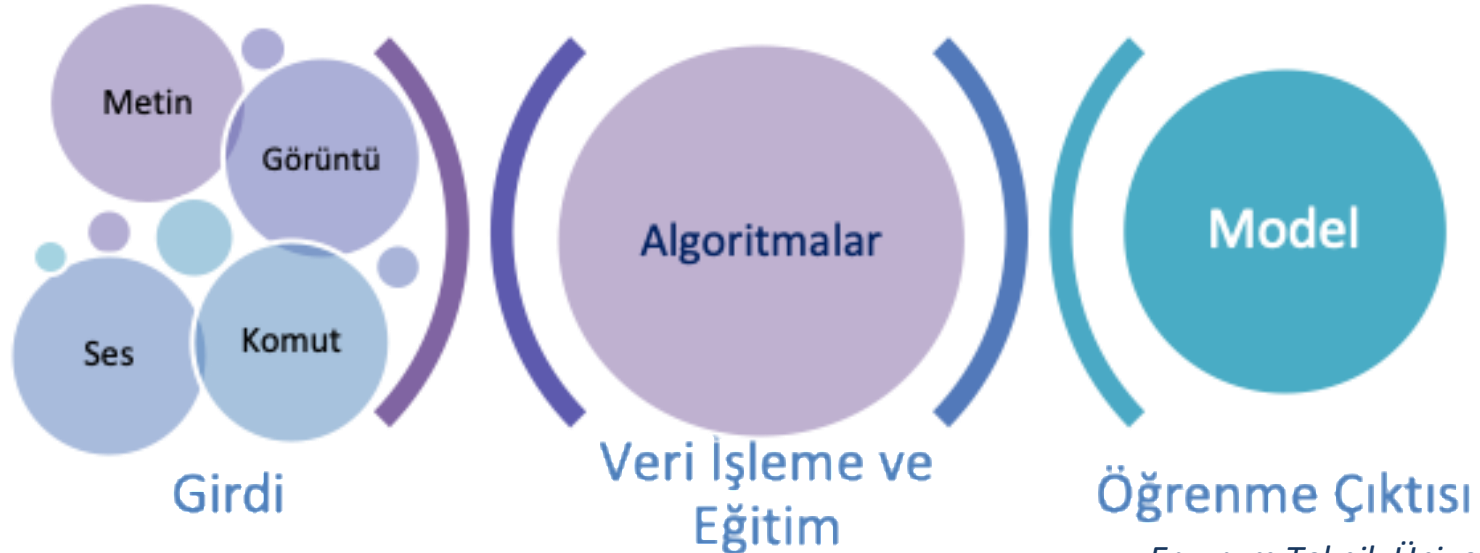 Metin
Görüntü
Ses
Komut
Girdi
Algoritmalar
Veri İşleme ve
Eğitim
Model
Öğrenme Çıktısı